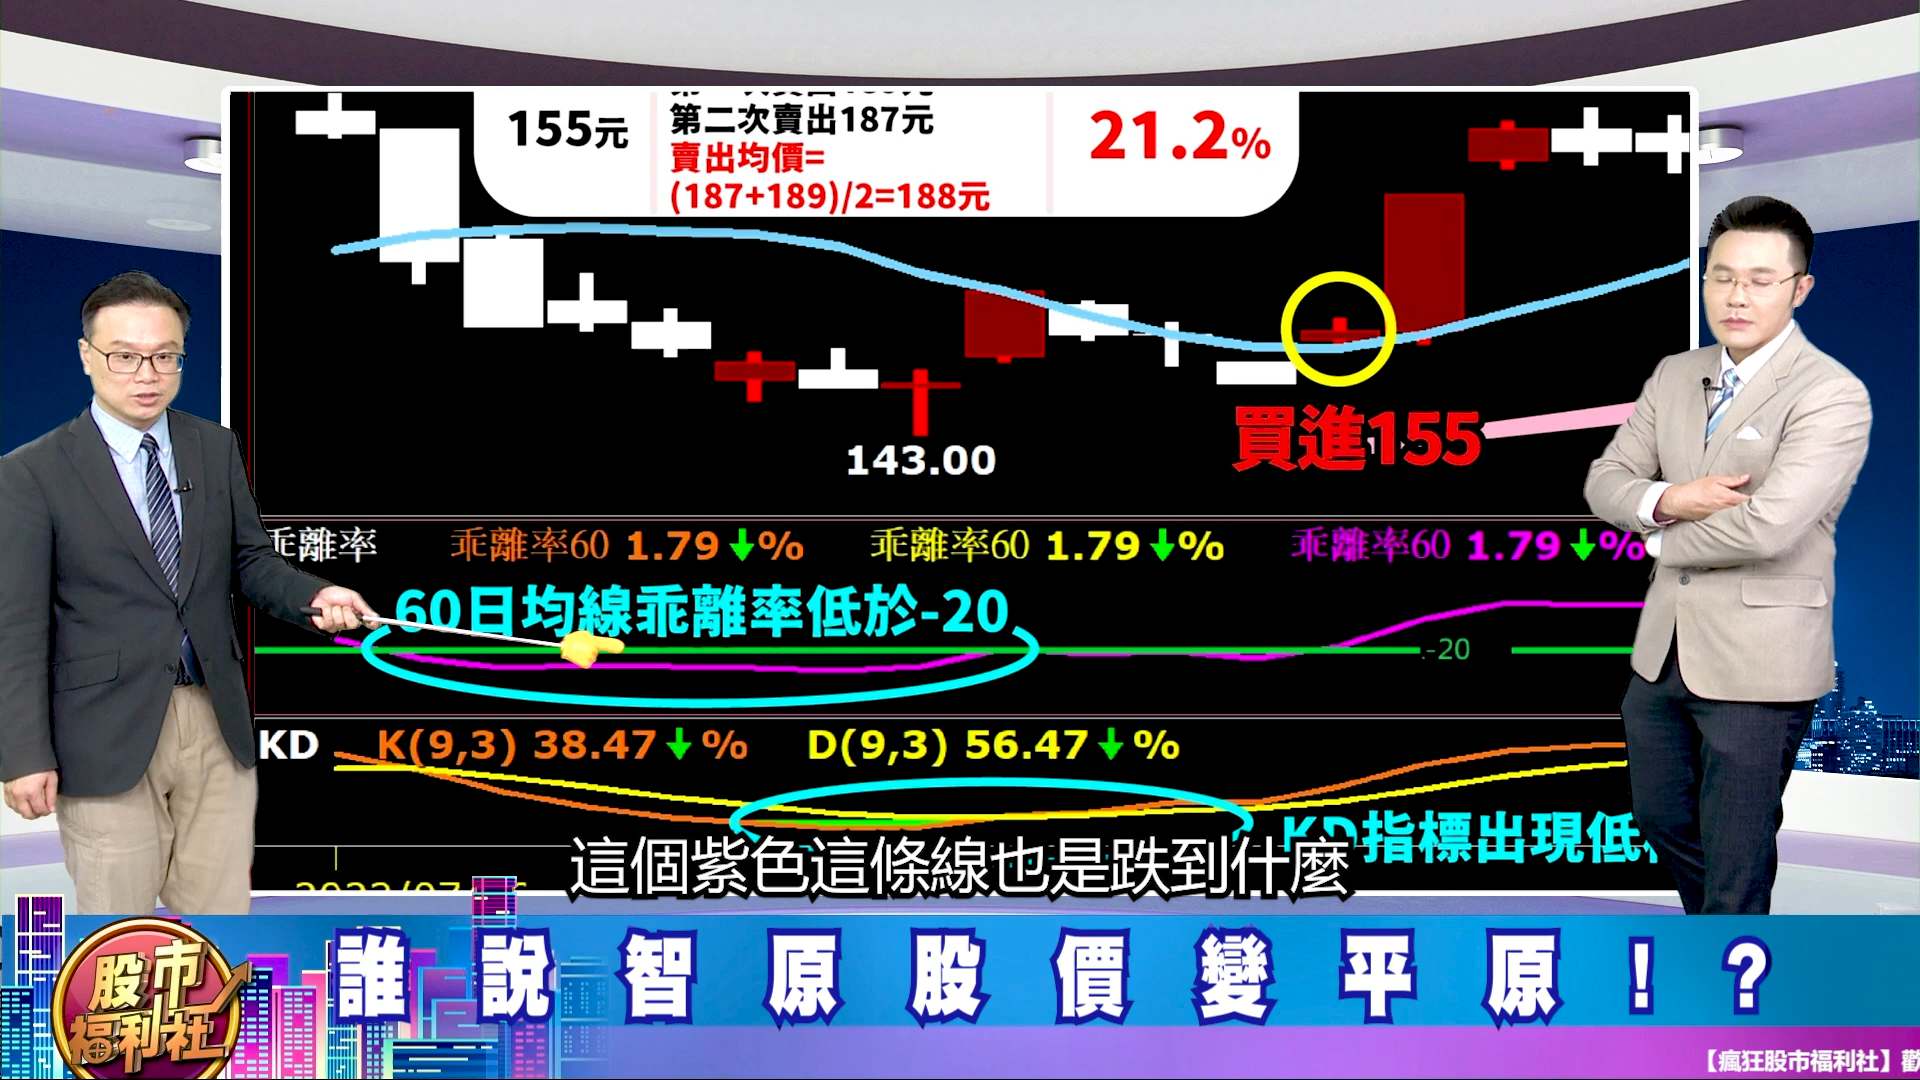 155元
第二次賣出187元
賣出均價=
(187+189)/2=188元
21.2%
買進155
143.00
乖離率 乖離率60 1.79↓% 乖離率60 1.79↓% 乖離率60 1.79↓%
60日均線乖離率低於-20
-20
KD K(9,3) 38.47↓% D(9,3) 56.47↓%
KD指標出現低
這個紫色這條線也是跌到什麼
股市
福利社
誰說智原股價變平原！？
【瘋狂股市福利社】歡